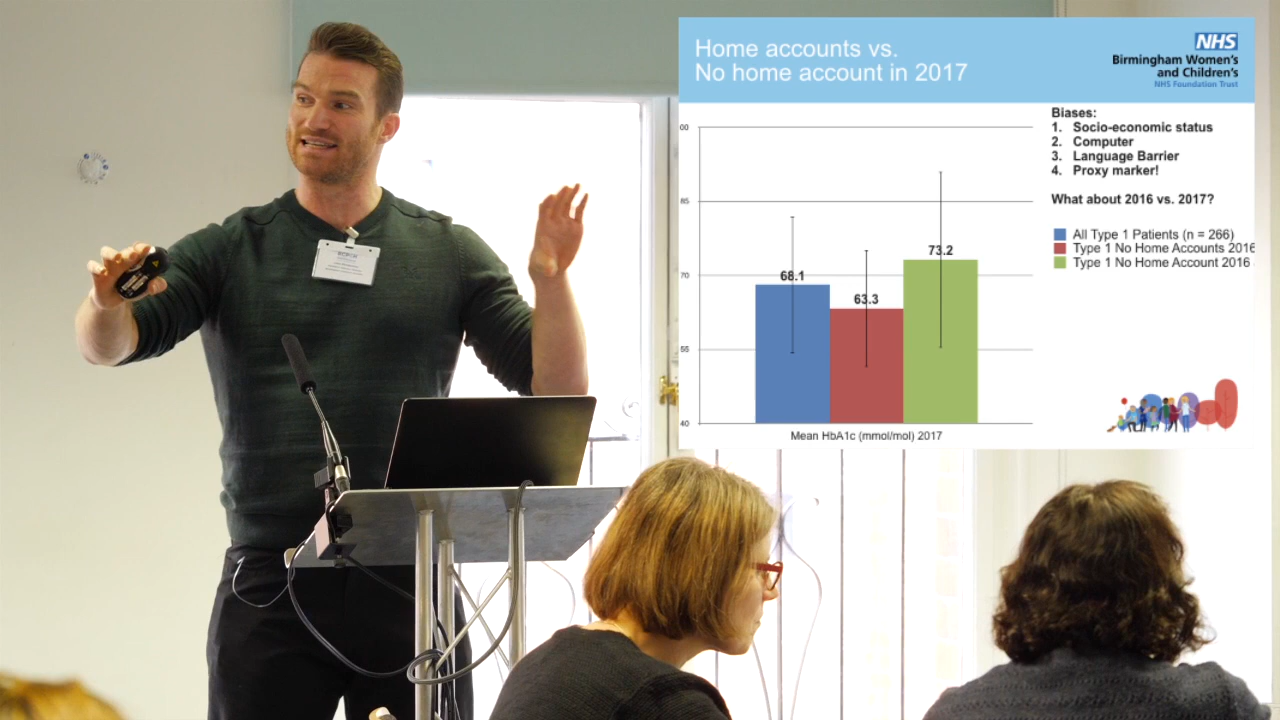 Home accounts vs.
No home account in 2017
NHS
Birmingham Women's
and Children's
NHS Foundation Trust
Biases:
1. Socio-economic status
2. Computer
3. Language Barrier
4. Proxy marker!
What about 2016 vs. 2017?
All Type 1 Patients (n = 266)
Type 1 No Home Accounts 2016
Type 1 No Home Account 2016
00
85
70
55
40
68.1
63.3
73.2
Mean HbA1c (mmol/mol) 2017